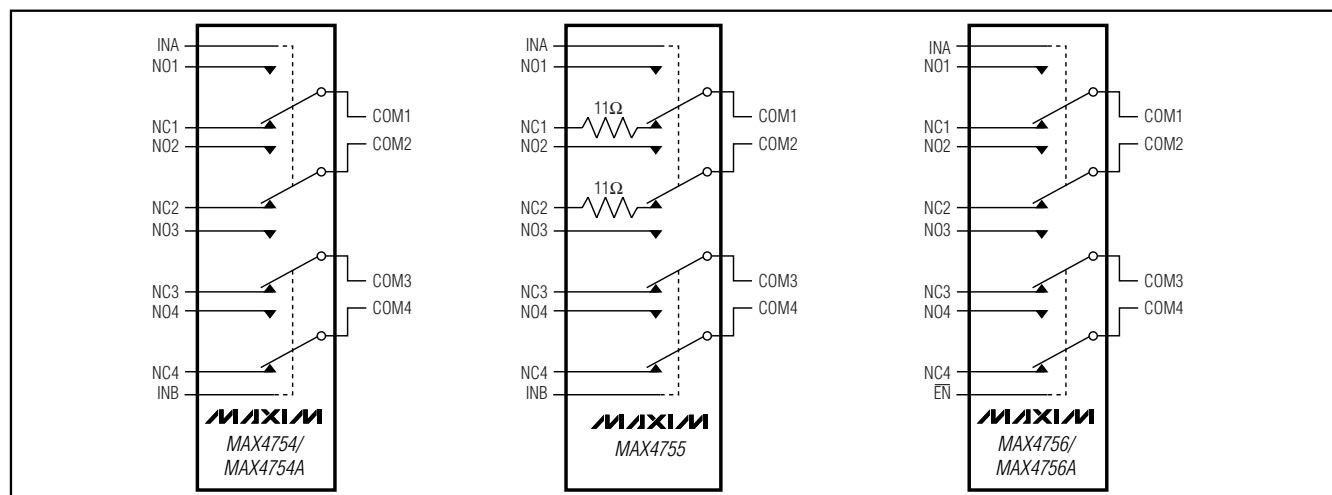 INA
NO1
COM1
NC1
NO2
COM2
NC2
NO3
COM3
NC3
NO4
COM4
NC4
INB
MAXIM
MAX4754/
MAX4754A
INA
NO1
11Ω
COM1
NC1
NO2
COM2
11Ω
NC2
NO3
COM3
NC3
NO4
COM4
NC4
INB
MAXIM
MAX4755
INA
NO1
COM1
NC1
NO2
COM2
NC2
NO3
COM3
NC3
NO4
COM4
NC4
E̅N̅
MAXIM
MAX4756/
MAX4756A